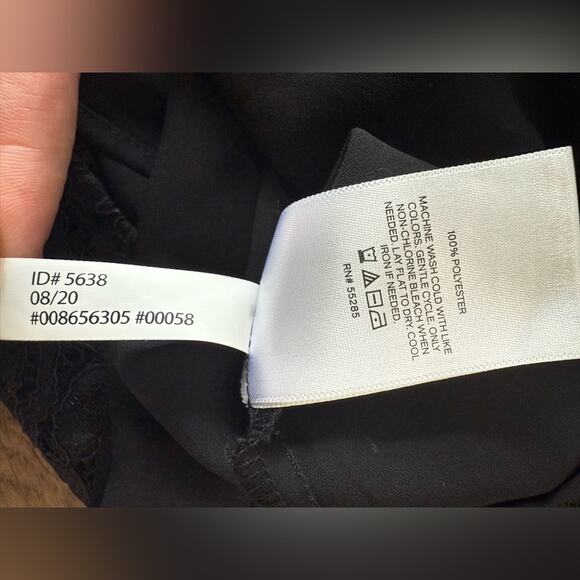 ID# 5638
08/20
#008656305 #00058
100% POLYESTER
MACHINE WASH COLD WITH LIKE
COLORS, GENTLE CYCLE. ONLY
NON-CHLORINE BLEACH WHEN
NEEDED. LAY FLAT TO DRY. COOL
IRON IF NEEDED.
RN# 55285